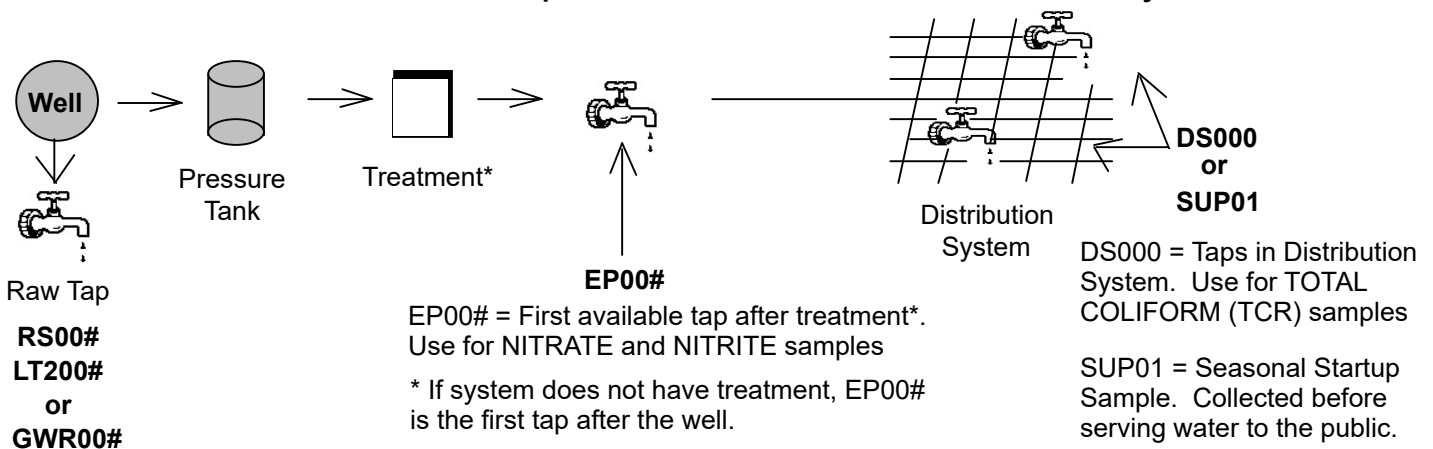 Well
Pressure
Tank
Treatment*
Raw Tap
RS00#
LT200#
or
GWR00#
EP00#
EP00# = First available tap after treatment*.
Use for NITRATE and NITRITE samples
* If system does not have treatment, EP00#
is the first tap after the well.
Distribution
System
DS000
or
SUP01
DS000 = Taps in Distribution
System.  Use for TOTAL
COLIFORM (TCR) samples
SUP01 = Seasonal Startup
Sample.  Collected before
serving water to the public.